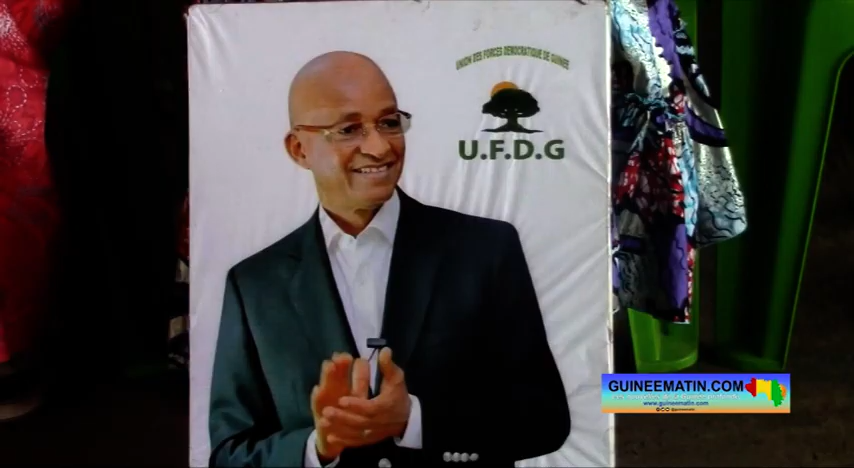 UNION DES FORCES DEMOCRATIQUE DE GUINEE
U.F.D.G
GUINEEMATIN.COM
www.guineematin.com